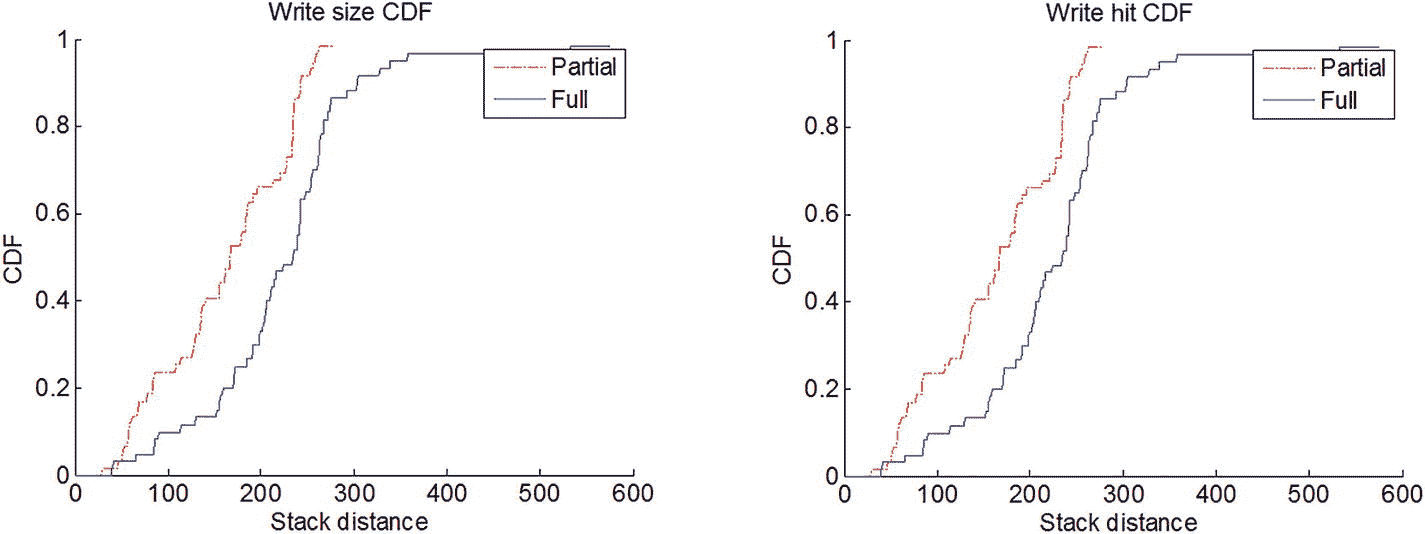 Write size CDF
1
0.8
0.6
0.4
0.2
0
CDF
0 100 200 300 400 500 600
Stack distance
Partial
Full
Write hit CDF
1
0.8
0.6
0.4
0.2
0
CDF
0 100 200 300 400 500 600
Stack distance
Partial
Full